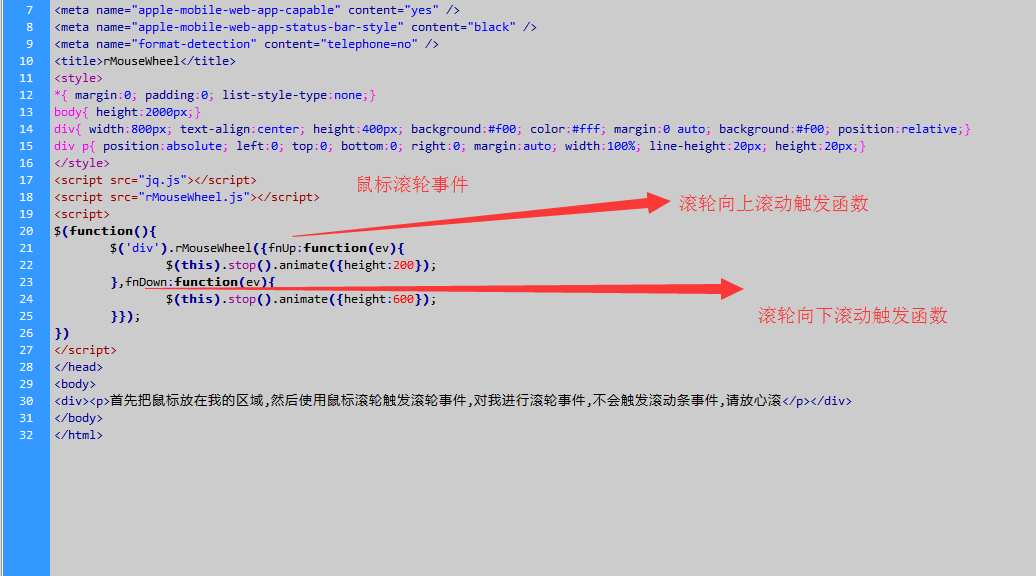 7 <meta name="apple-mobile-web-app-capable" content="yes" />
8 <meta name="apple-mobile-web-app-status-bar-style" content="black" />
9 <meta name="format-detection" content="telephone=no" />
10 <title>rMouseWheel</title>
11 <style>
12 *{ margin:0; padding:0; list-style-type:none;}
13 body{ height:2000px;}
14 div{ width:800px; text-align:center; height:400px; background:#f00; color:#fff; margin:0 auto; background:#f00; position:relative;}
15 div p{ position:absolute; left:0; top:0; bottom:0; right:0; margin:auto; width:100%; line-height:20px; height:20px;}
16 </style>
17 <script src="jq.js"></script>
鼠标滚轮事件
18 <script src="rMouseWheel.js"></script>
滚轮向上滚动触发函数
19 <script>
20 $(function(){
21 $('div').rMouseWheel({fnUp:function(ev){
22 $(this).stop().animate({height:200});
23 },fnDown:function(ev){
24 $(this).stop().animate({height:600});
25 }});
滚轮向下滚动触发函数
26 })
27 </script>
28 </head>
29 <body>
30 <div><p>首先把鼠标放在我的区域,然后使用鼠标滚轮触发滚轮事件,对我进行滚轮事件,不会触发滚动条事件,请放心滚</p></div>
31 </body>
32 </html>